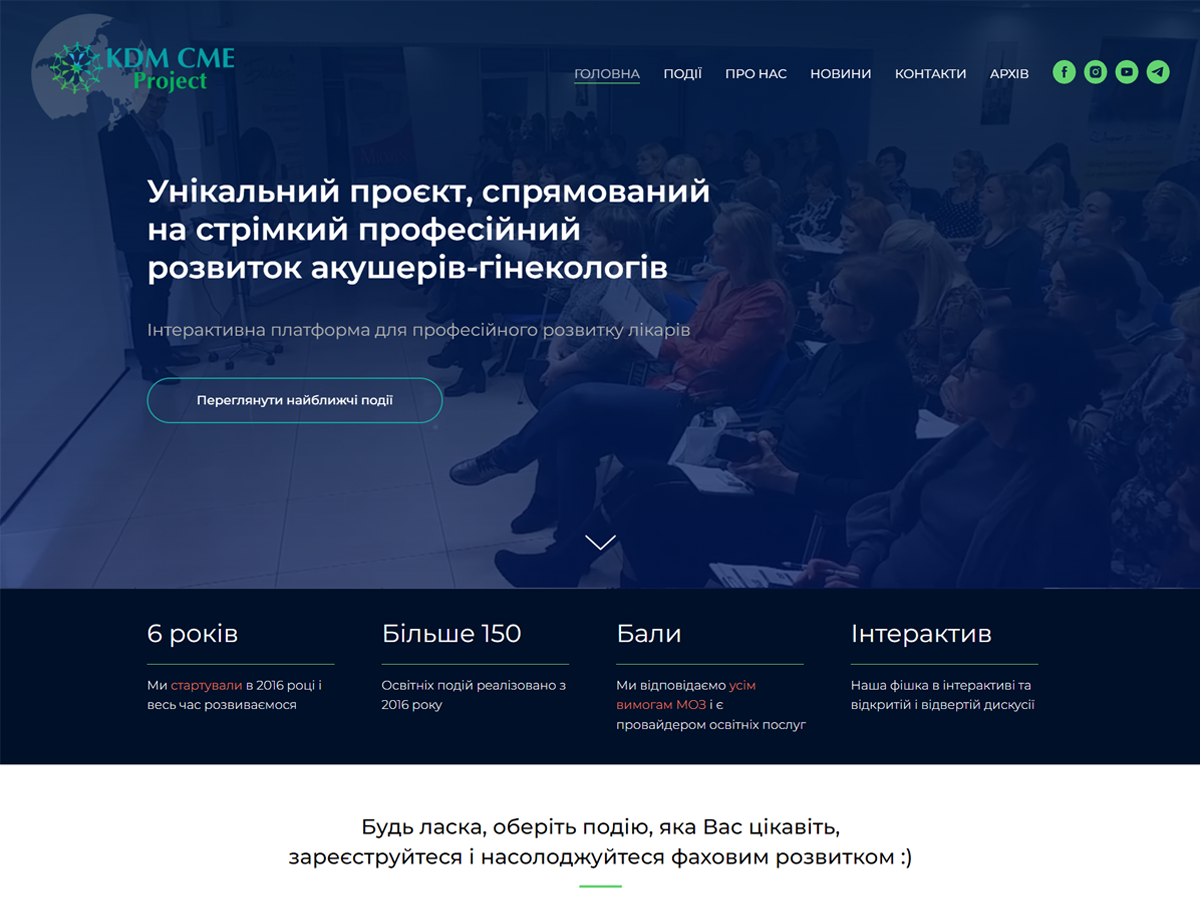 KDM CME
Project
ГОЛОВНА ПОДІЇ ПРО НАС НОВИНИ КОНТАКТИ АРХІВ
Унікальний проєкт, спрямований
на стрімкий професійний
розвиток акушерів-гінекологів
Інтерактивна платформа для професійного розвитку лікарів
Переглянути найближчі події
6 років
Ми стартували в 2016 році і
весь час розвиваємося
Більше 150
Освітніх подій реалізовано з
2016 року
Бали
Ми відповідаємо усім
вимогам МОЗ і є
провайдером освітніх послуг
Інтерактив
Наша фішка в інтерактиві та
відкритій і відвертій дискусії
Будь ласка, оберіть подію, яка Вас цікавіть,
зареєструйтеся і насолоджуйтеся фаховим розвитком :)